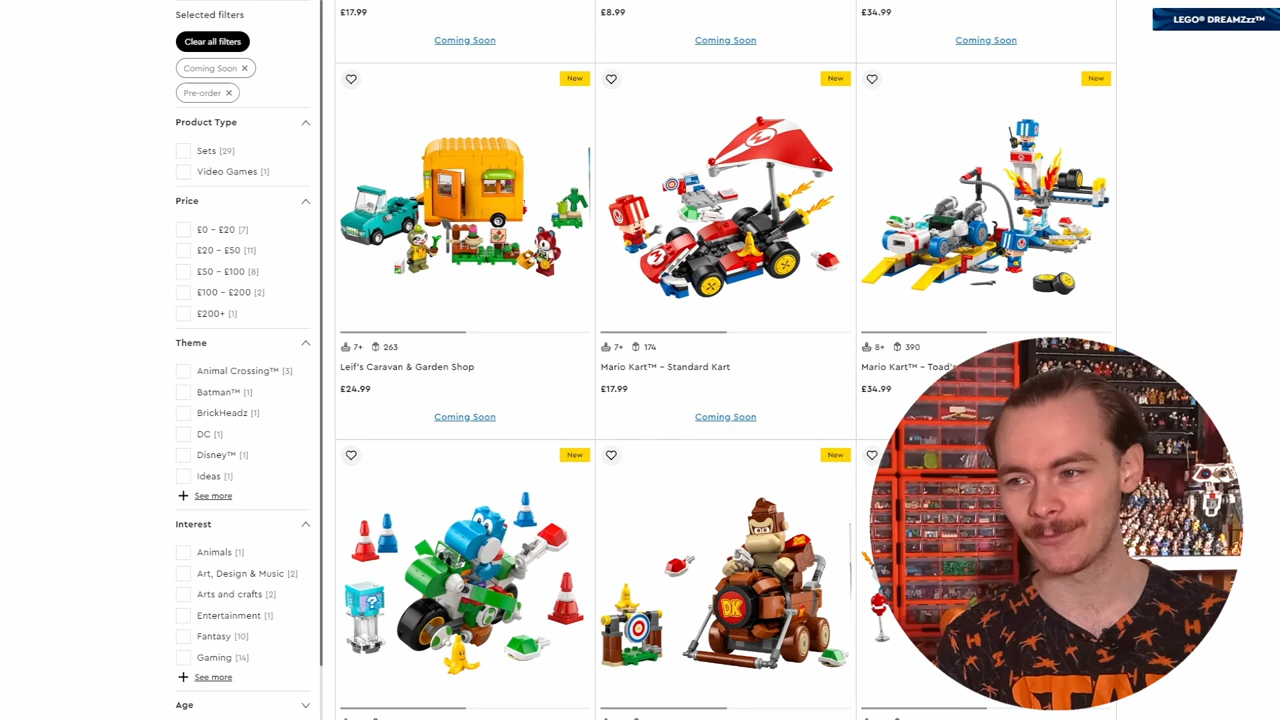 Selected filters
Clear all filters
Coming Soon ✕
Pre-order ✕
Product Type
Sets [29]
Video Games [1]
Price
£0 – £20 [7]
£20 – £50 [11]
£50 – £100 [8]
£100 – £200 [2]
£200+ [1]
Theme
Animal Crossing™ [3]
Batman™ [1]
BrickHeadz [1]
DC [1]
Disney™ [1]
Ideas [1]
See more
Interest
Animals [1]
Art, Design & Music [2]
Arts and crafts [2]
Entertainment [1]
Fantasy [10]
Gaming [14]
See more
Age
£17.99
£8.99
£34.99
Coming Soon
Coming Soon
Coming Soon
LEGO® DREAMZzz™
New
New
New
7+ 263
7+ 174
8+ 390
Leif's Caravan & Garden Shop
Mario Kart™ – Standard Kart
Mario Kart™ – Toad's
£24.99
£17.99
£34.99
Coming Soon
Coming Soon
New
New
M
M
?
DK
STA